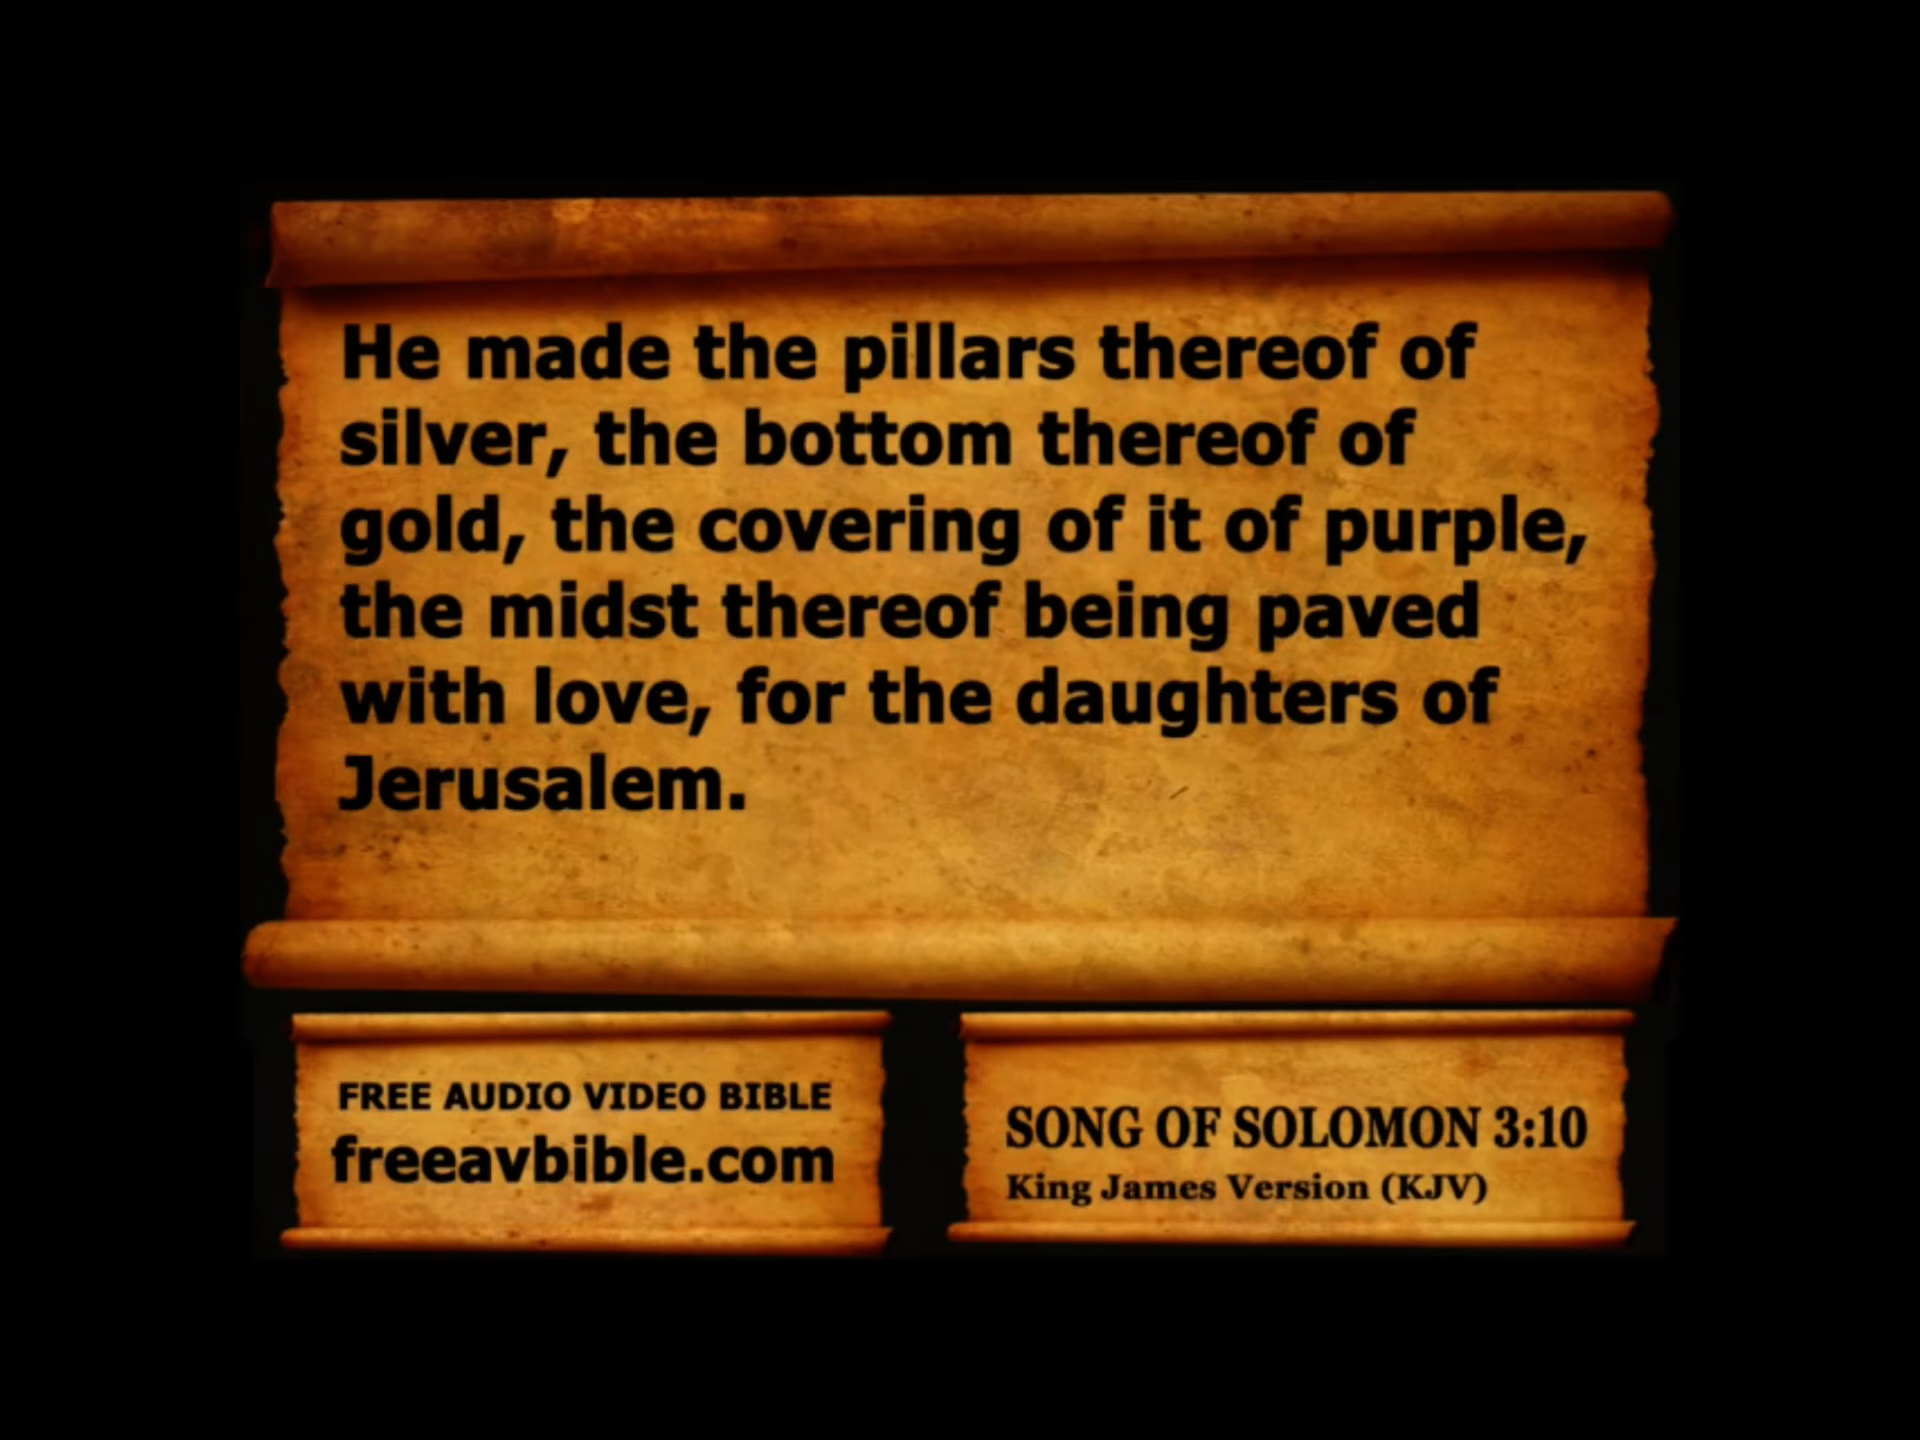 He made the pillars thereof of
silver, the bottom thereof of
gold, the covering of it of purple,
the midst thereof being paved
with love, for the daughters of
Jerusalem.
FREE AUDIO VIDEO BIBLE
freeavbible.com
SONG OF SOLOMON 3:10
King James Version (KJV)